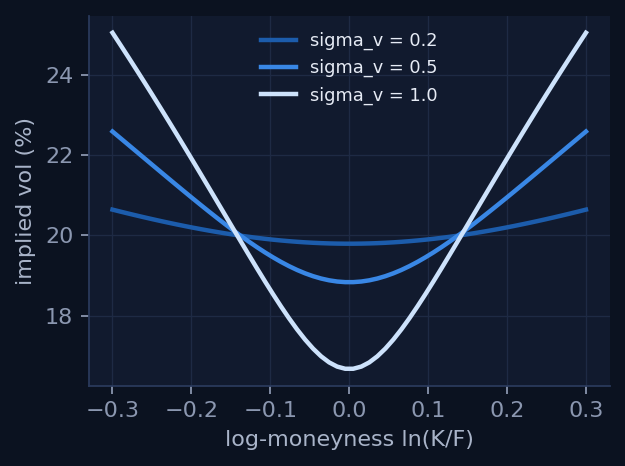 sigma_v = 0.2
sigma_v = 0.5
sigma_v = 1.0
24
22
20
18
implied vol (%)
−0.3 −0.2 −0.1 0.0 0.1 0.2 0.3
log-moneyness ln(K/F)